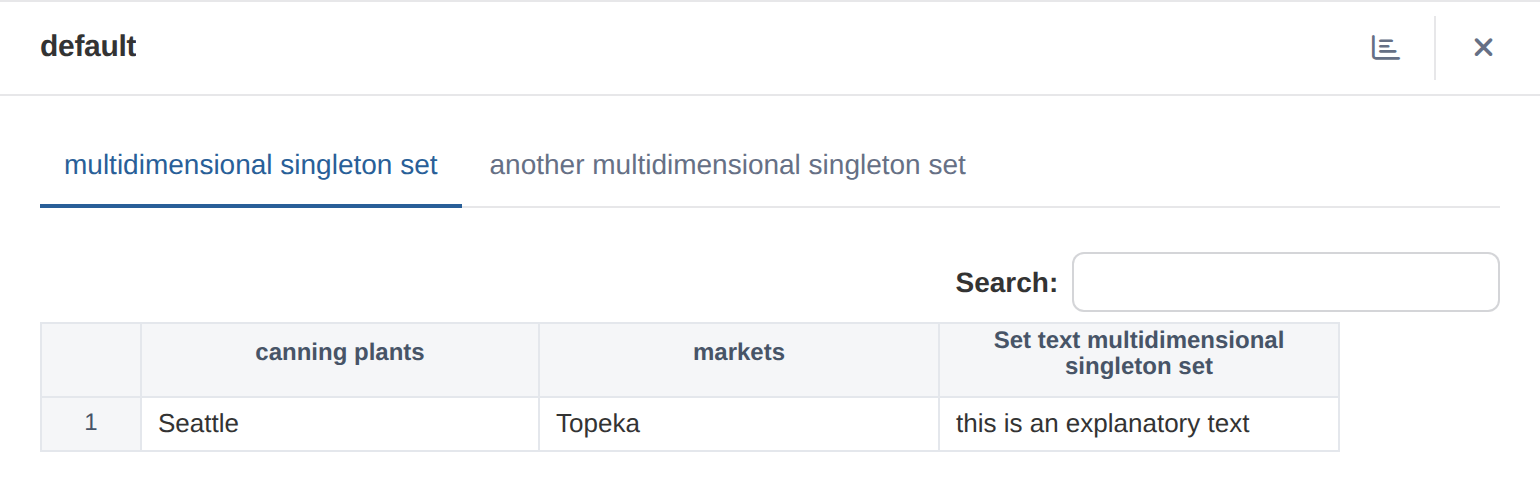 default
multidimensional singleton set another multidimensional singleton set
Search:
canning plants markets Set text multidimensional
singleton set
1 Seattle Topeka this is an explanatory text